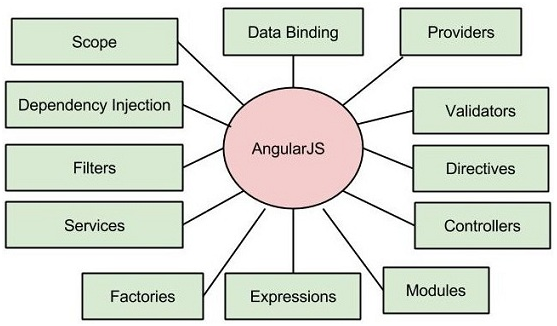 Scope
Data Binding
Providers
Dependency Injection
Validators
AngularJS
Filters
Directives
Services
Controllers
Factories
Expressions
Modules